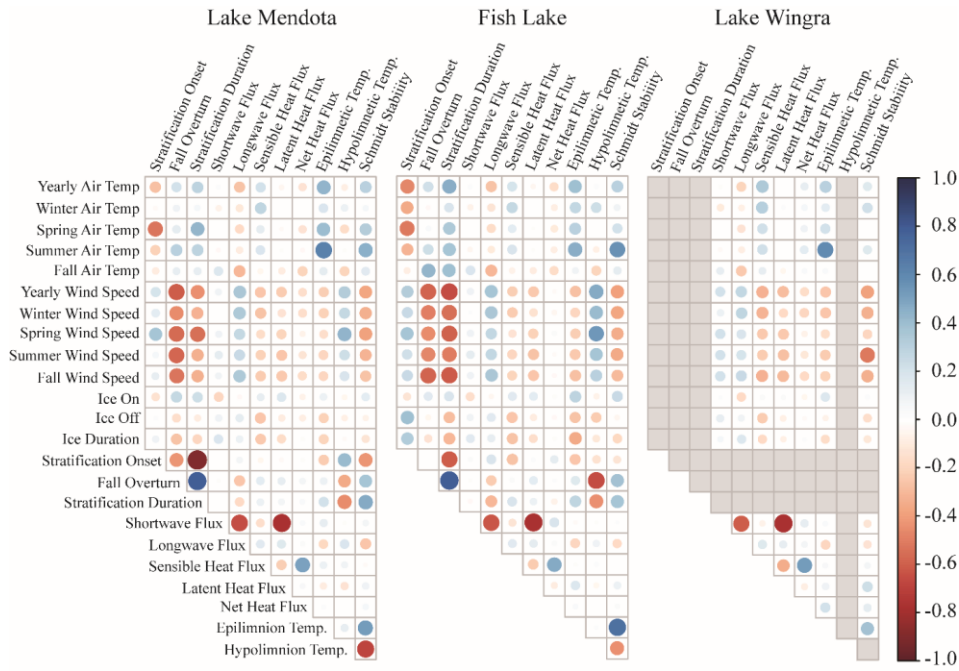 Lake Mendota
Fish Lake
Lake Wingra
Stratification Onset
Fall Overturn
Stratification Duration
Shortwave Flux
Longwave Flux
Sensible Heat Flux
Latent Heat Flux
Net Heat Flux
Epilimnetic Temp.
Hypolimnetic Temp.
Schmidt Stability
Stratification Onset
Fall Overturn
Stratification Duration
Shortwave Flux
Longwave Flux
Sensible Heat Flux
Latent Heat Flux
Net Heat Flux
Epilimnetic Temp.
Hypolimnetic Temp.
Schmidt Stability
Stratification Onset
Fall Overturn
Stratification Duration
Shortwave Flux
Longwave Flux
Sensible Heat Flux
Latent Heat Flux
Net Heat Flux
Epilimnetic Temp.
Hypolimnetic Temp.
Schmidt Stability
Yearly Air Temp
Winter Air Temp
Spring Air Temp
Summer Air Temp
Fall Air Temp
Yearly Wind Speed
Winter Wind Speed
Spring Wind Speed
Summer Wind Speed
Fall Wind Speed
Ice On
Ice Off
Ice Duration
Stratification Onset
Fall Overturn
Stratification Duration
Shortwave Flux
Longwave Flux
Sensible Heat Flux
Latent Heat Flux
Net Heat Flux
Epilimnion Temp.
Hypolimnion Temp.
1.0
0.8
0.6
0.4
0.2
0.0
-0.2
-0.4
-0.6
-0.8
-1.0